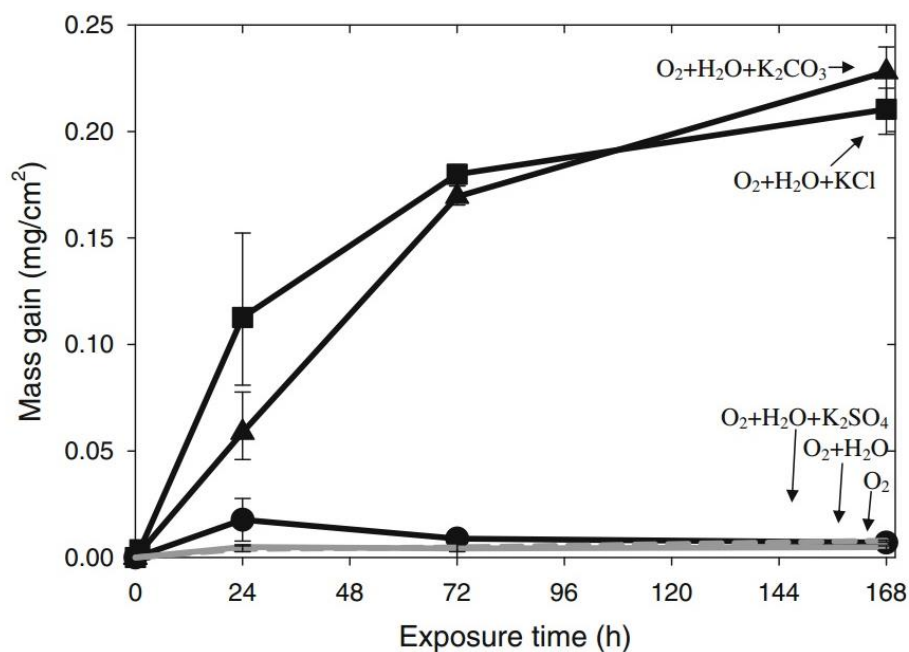 0.25
0.20
0.15
0.10
0.05
0.00
Mass gain (mg/cm²)
O₂+H₂O+K₂CO₃
O₂+H₂O+KCl
O₂+H₂O+K₂SO₄
O₂+H₂O
O₂
0 24 48 72 96 120 144 168
Exposure time (h)